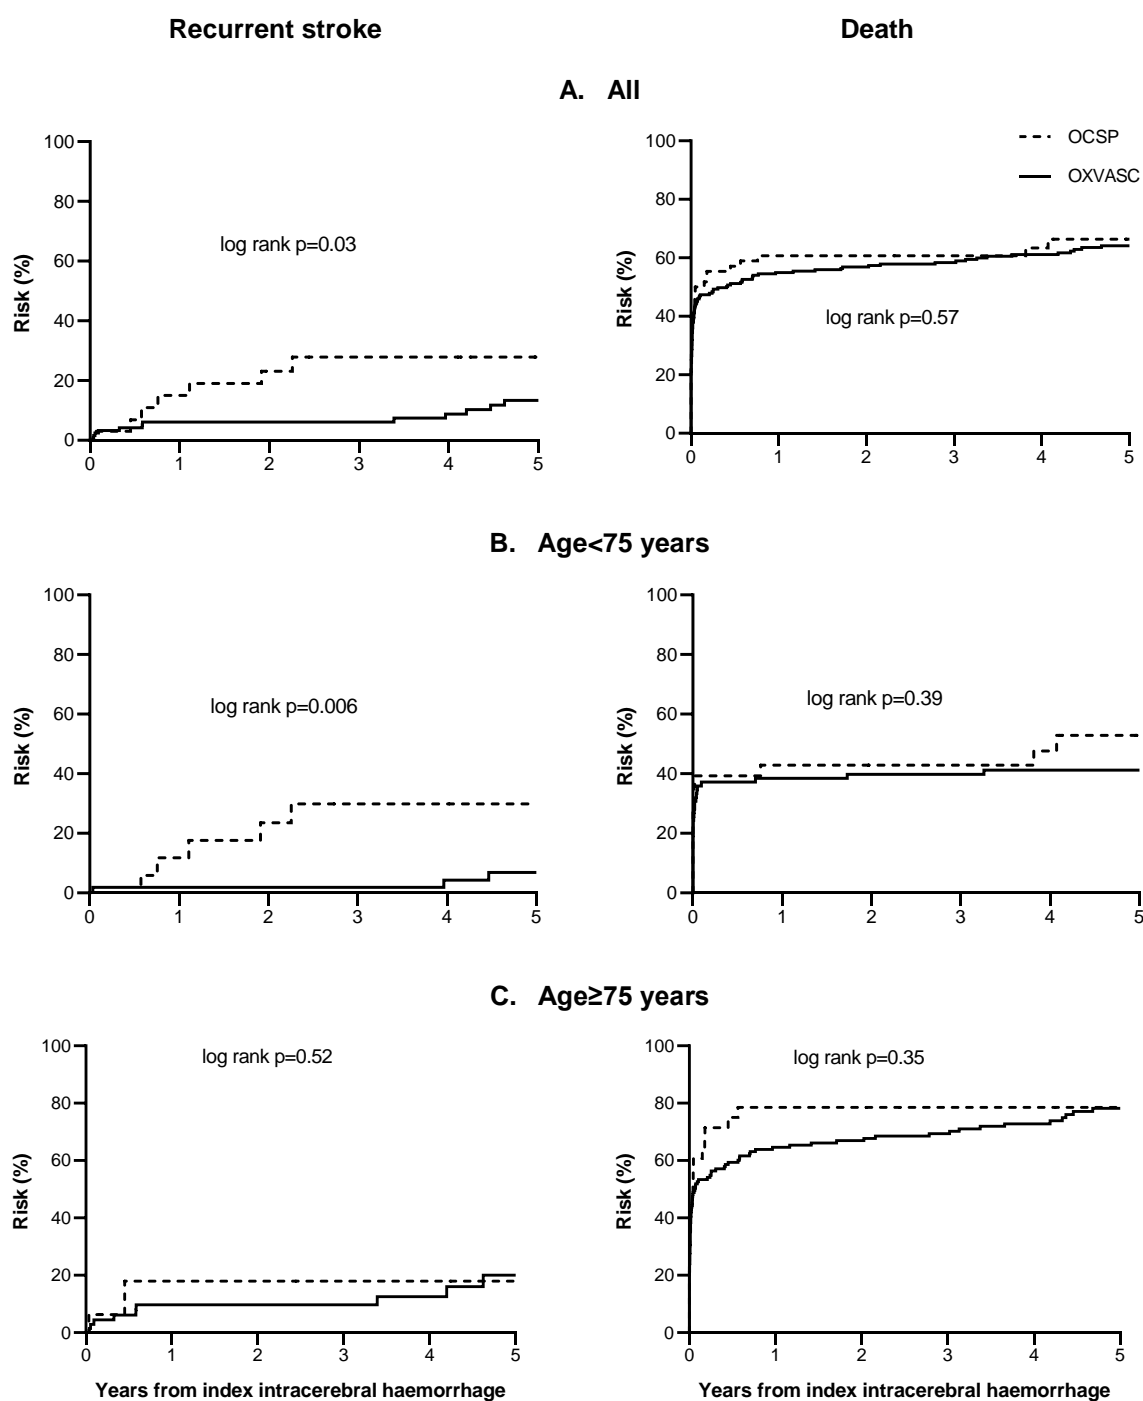 Recurrent stroke
Death
A. All
Risk (%)
100
80
60
40
20
0
log rank p=0.03
0 1 2 3 4 5
Risk (%)
100
80
60
40
20
0
OCSP
OXVASC
log rank p=0.57
0 1 2 3 4 5
B. Age<75 years
Risk (%)
100
80
60
40
20
0
log rank p=0.006
0 1 2 3 4 5
Risk (%)
100
80
60
40
20
0
log rank p=0.39
0 1 2 3 4 5
C. Age≥75 years
Risk (%)
100
80
60
40
20
0
log rank p=0.52
0 1 2 3 4 5
Years from index intracerebral haemorrhage
Risk (%)
100
80
60
40
20
0
log rank p=0.35
0 1 2 3 4 5
Years from index intracerebral haemorrhage